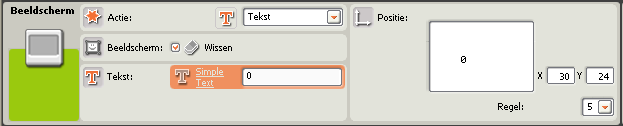 Beeldscherm
Actie: Tekst
Beeldscherm: Wissen
Tekst: Simple Text 0
Positie:
0
X 30 Y 24
Regel: 5